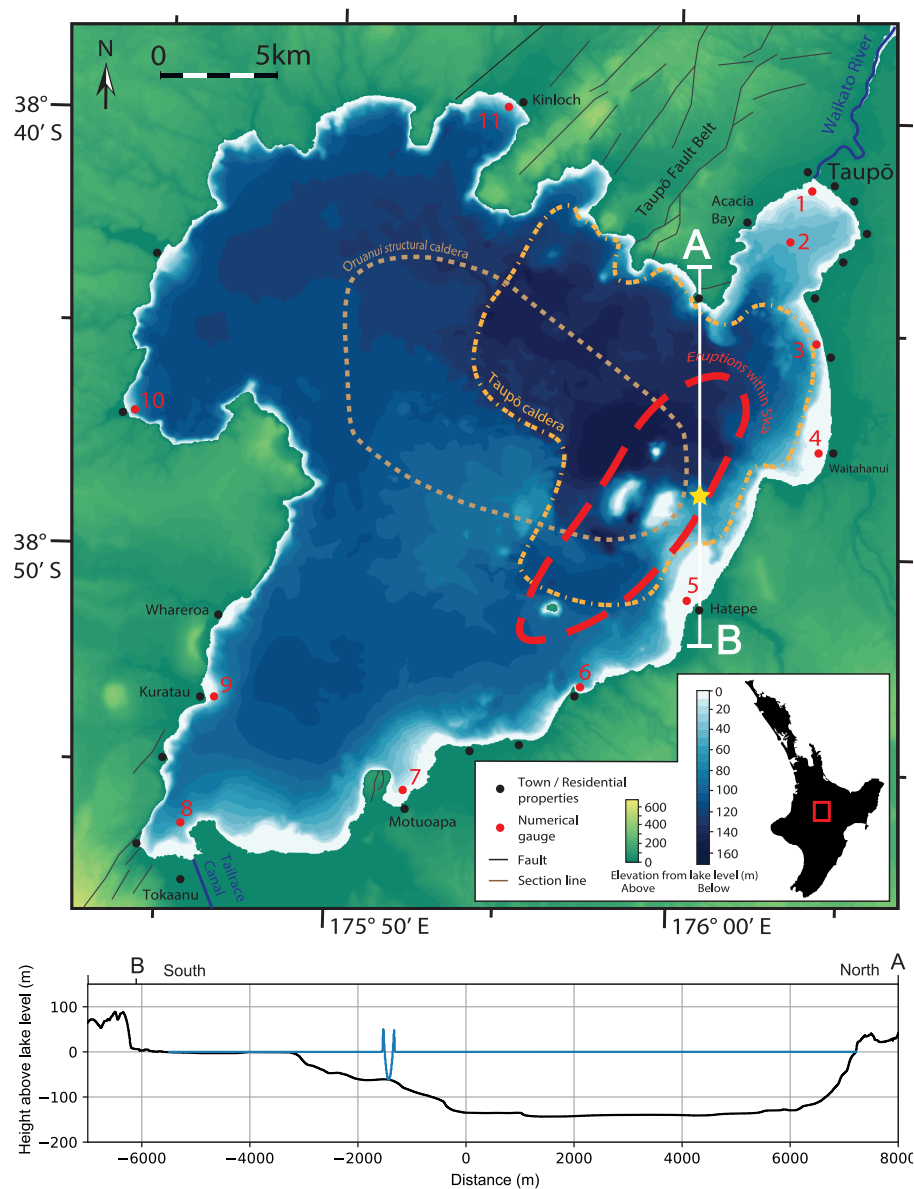 N
0
5km
38°
40' S
Kinloch
11
Waikato River
Taupō Fault Belt
Taupō
Acacia
Bay
1
2
A
Oruanui structural caldera
3
Eruptions within 5ka
Taupō caldera
10
4
Waitahanui
38°
50' S
5
Hatepe
B
Whareroa
6
Kuratau
9
7
Motuoapa
8
Tokaanu
Tailrace
Canal
Town / Residential
properties
Numerical
gauge
Fault
Section line
600
400
200
0
0
20
40
60
80
100
120
140
160
Elevation from lake level (m)
Above
Below
175° 50' E
176° 00' E
B
South
North
A
Height above lake level (m)
100
0
−100
−200
−6000
−4000
−2000
0
2000
4000
6000
8000
Distance (m)